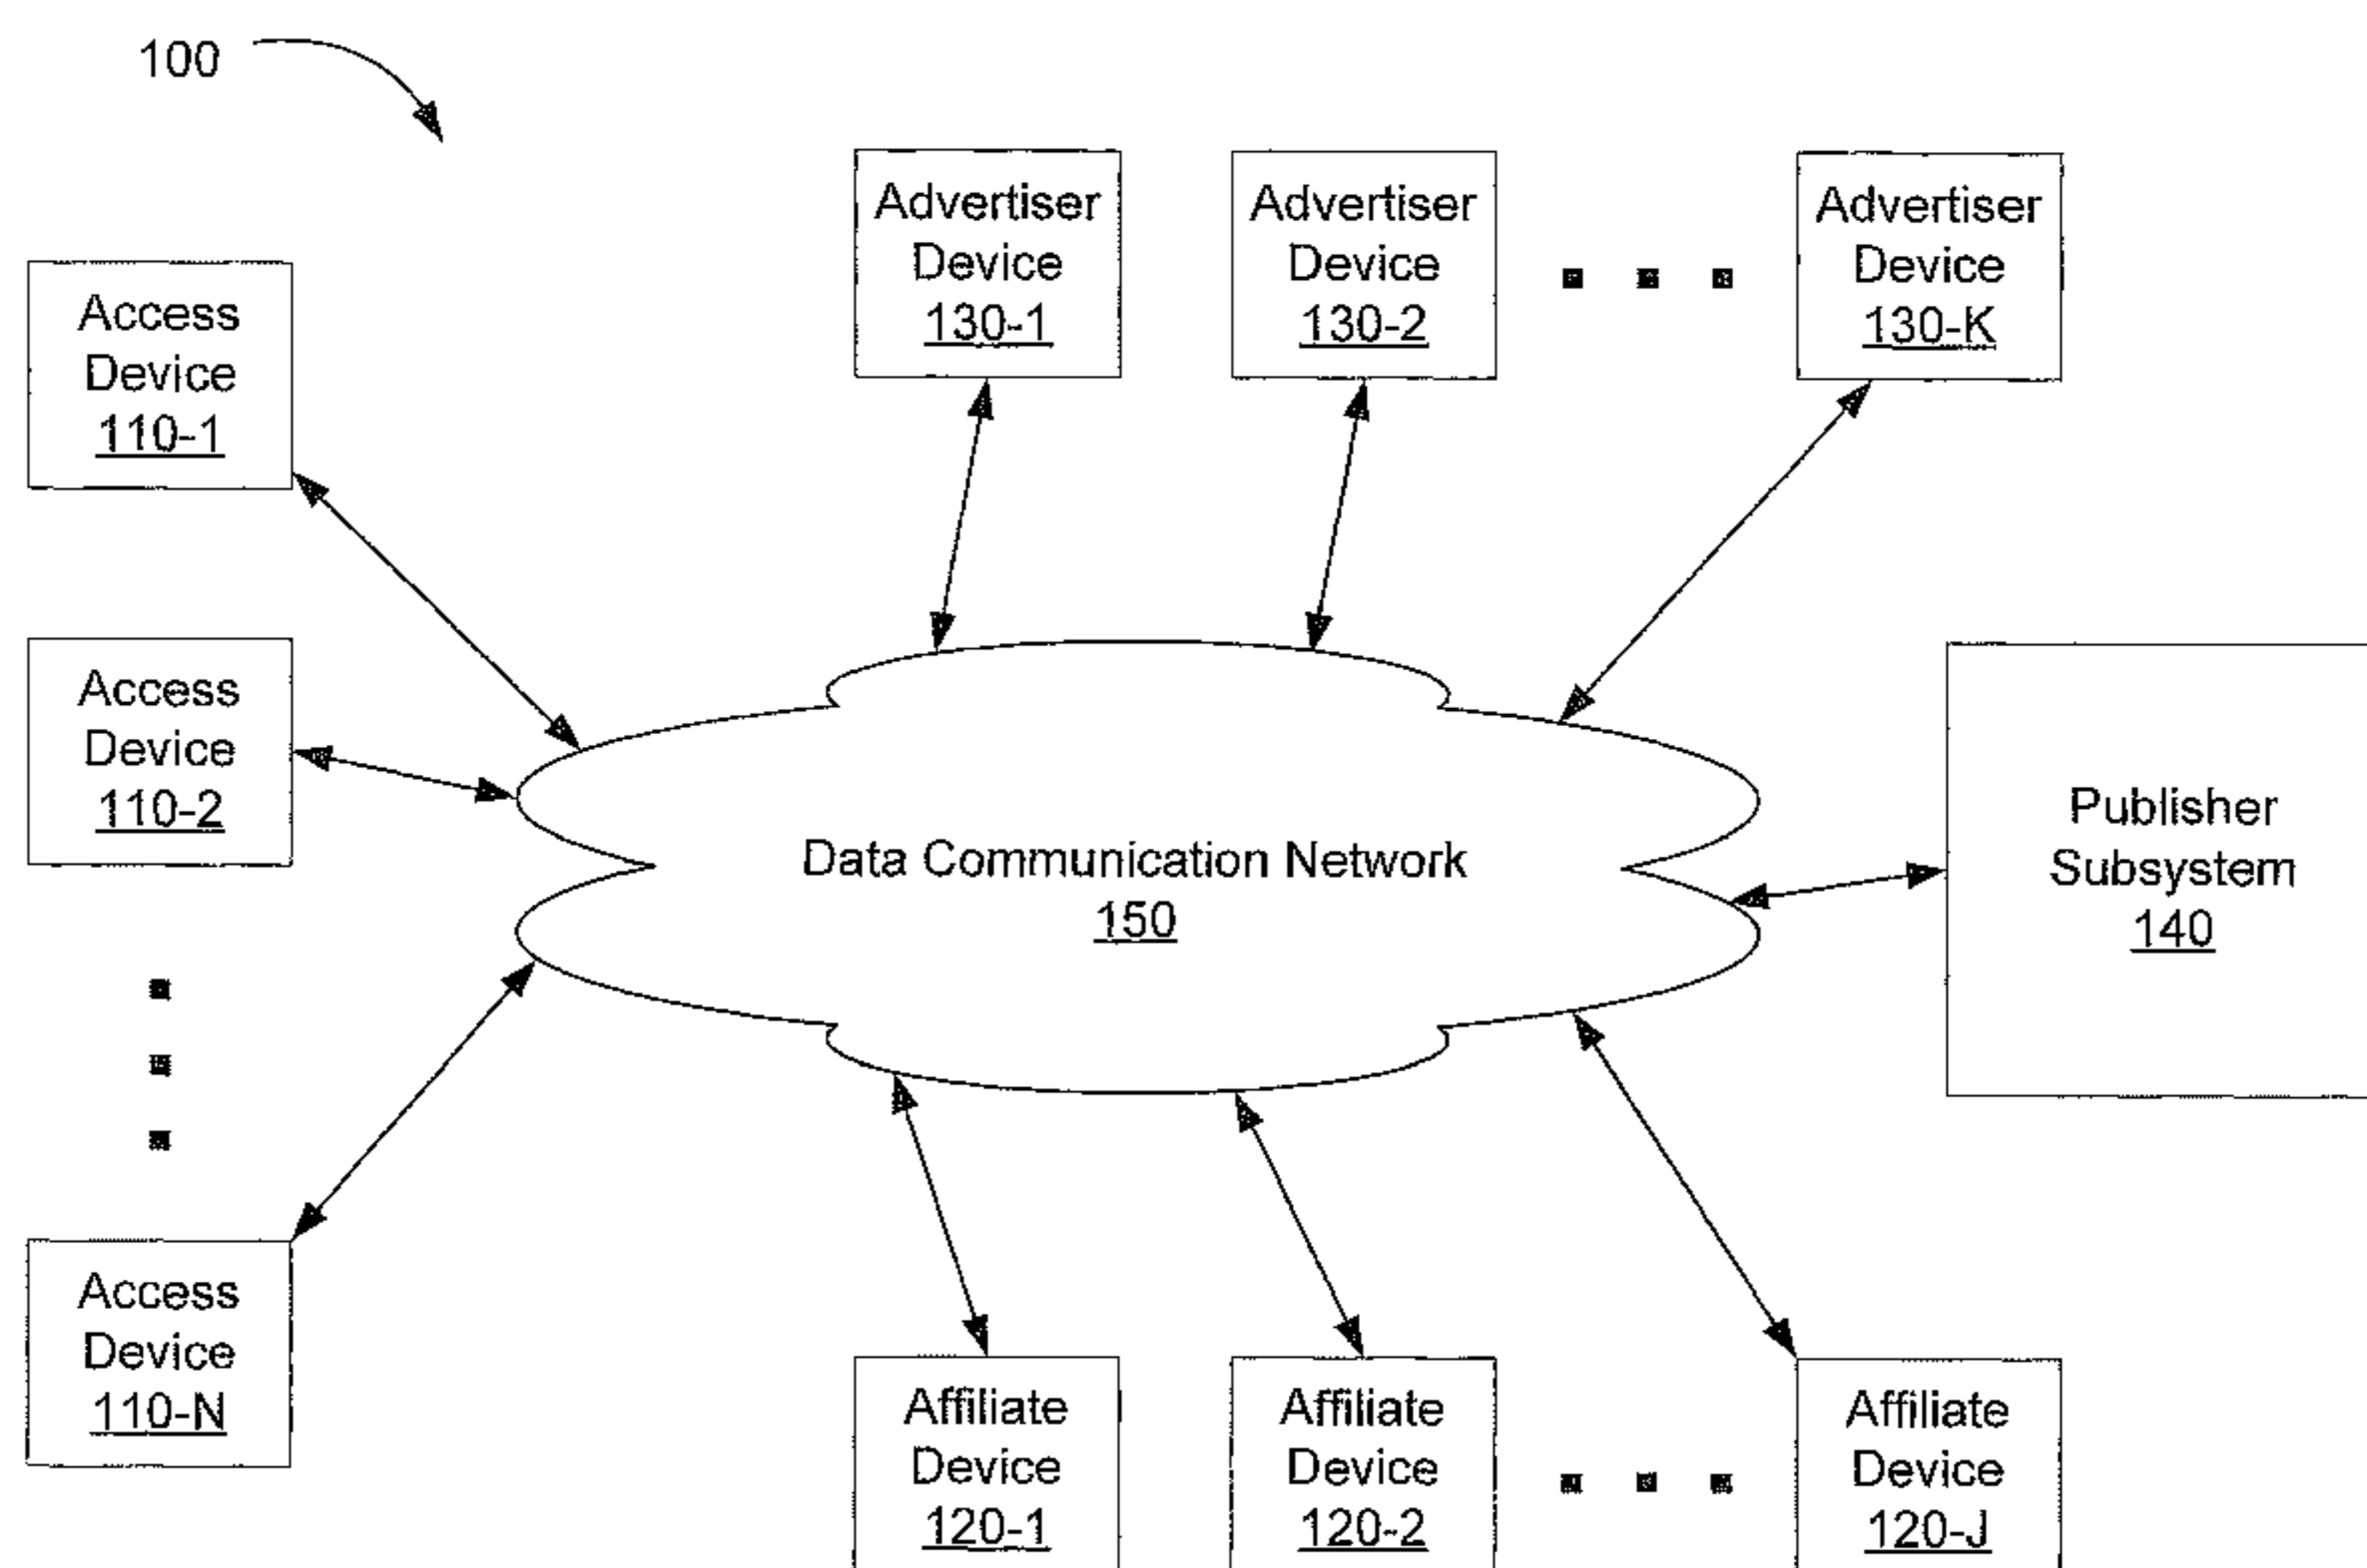 100
Advertiser
Device
130-1
Advertiser
Device
130-2
Advertiser
Device
130-K
Access
Device
110-1
Access
Device
110-2
Data Communication Network
150
Publisher
Subsystem
140
Access
Device
110-N
Affiliate
Device
120-1
Affiliate
Device
120-2
Affiliate
Device
120-J